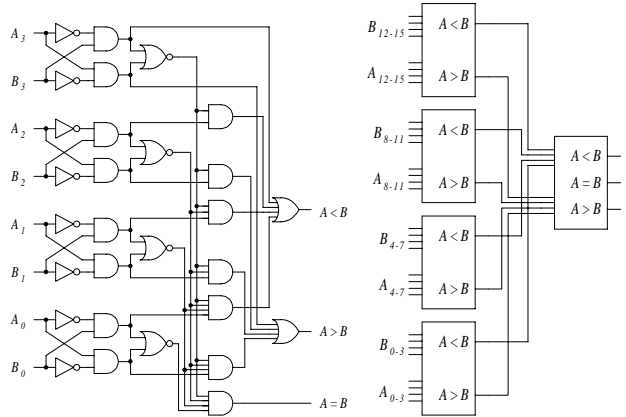 A3
B3
A2
B2
A1
B1
A0
B0
A < B
A > B
A = B
B12-15
A < B
A12-15
A > B
B8-11
A < B
A8-11
A > B
B4-7
A < B
A4-7
A > B
B0-3
A < B
A0-3
A > B
A < B
A = B
A > B